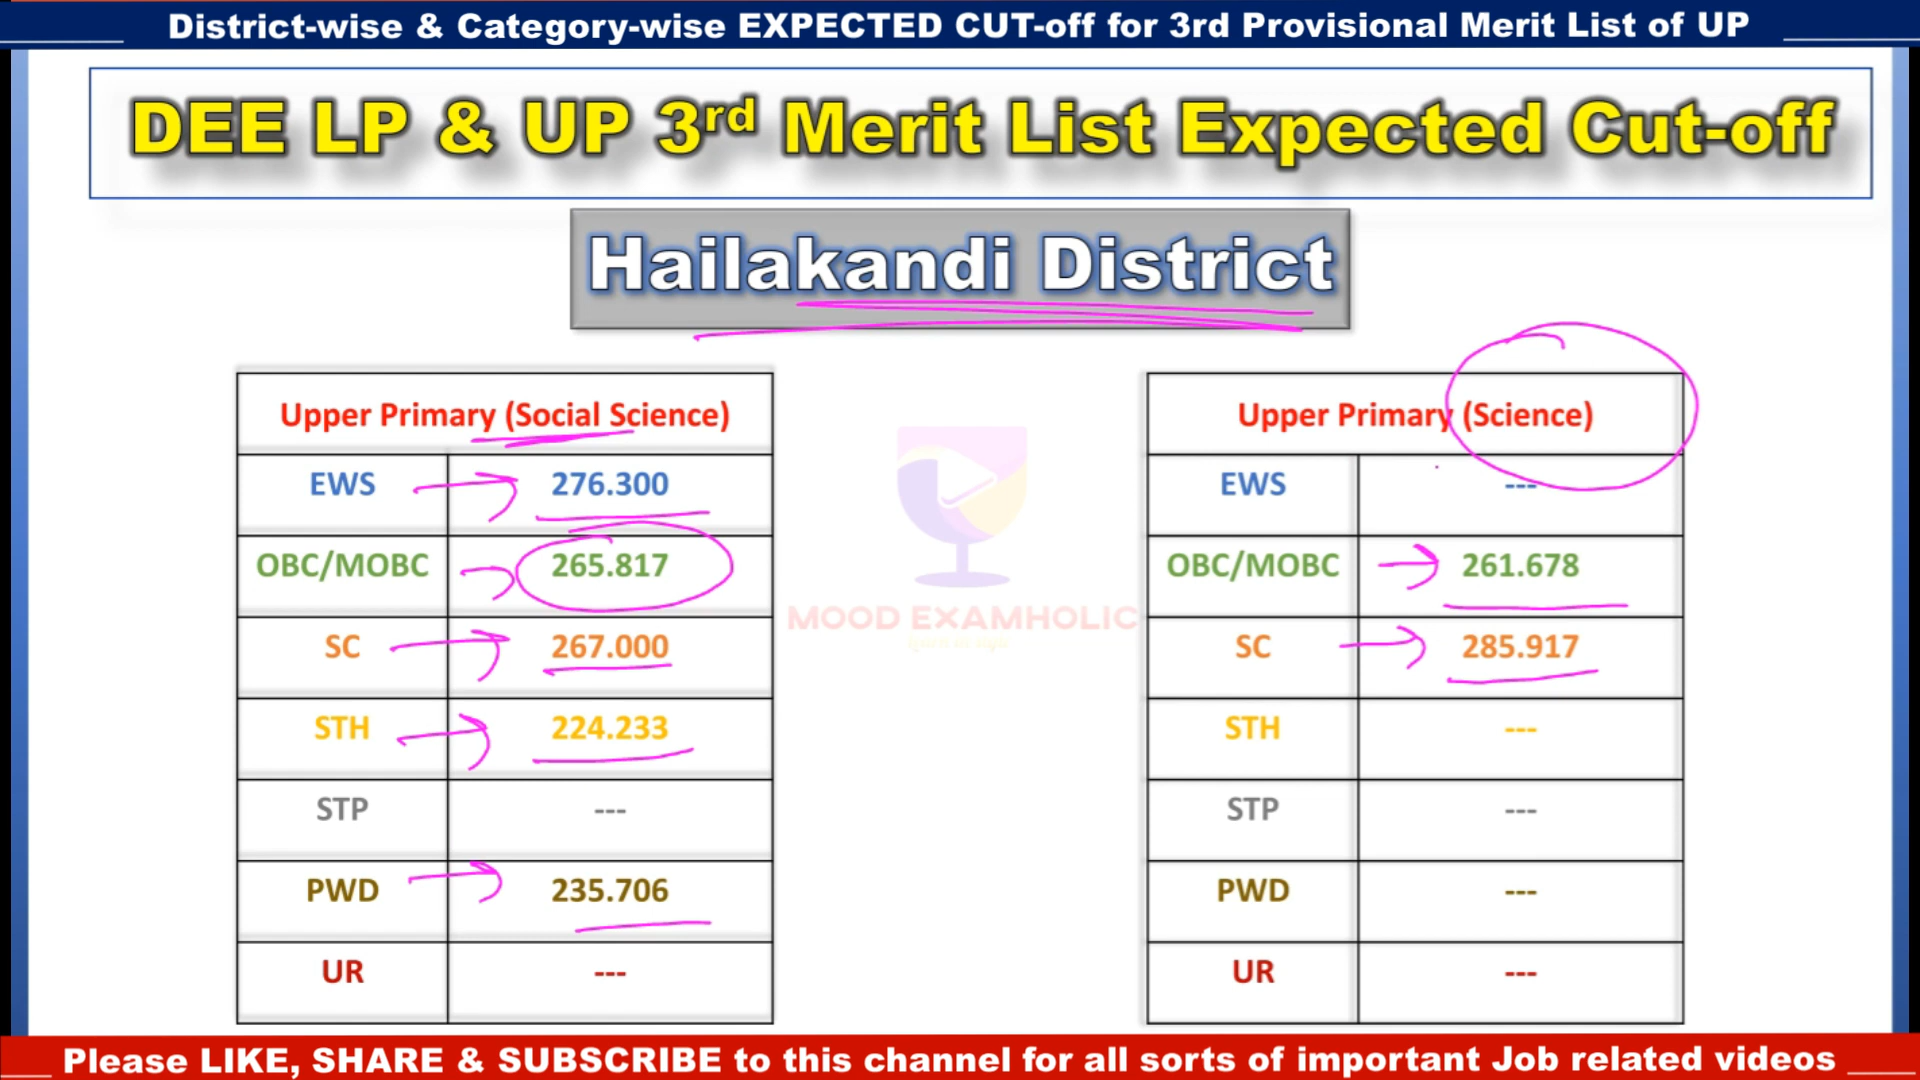 District-wise & Category-wise EXPECTED CUT-off for 3rd Provisional Merit List of UP
DEE LP & UP 3rd Merit List Expected Cut-off
Hailakandi District
Upper Primary (Social Science)
EWS 276.300
OBC/MOBC 265.817
SC 267.000
STH 224.233
STP ---
PWD 235.706
UR ---
MOOD EXAMHOLIC
Upper Primary (Science)
EWS ---
OBC/MOBC 261.678
SC 285.917
STH ---
STP ---
PWD ---
UR ---
Please LIKE, SHARE & SUBSCRIBE to this channel for all sorts of important Job related videos